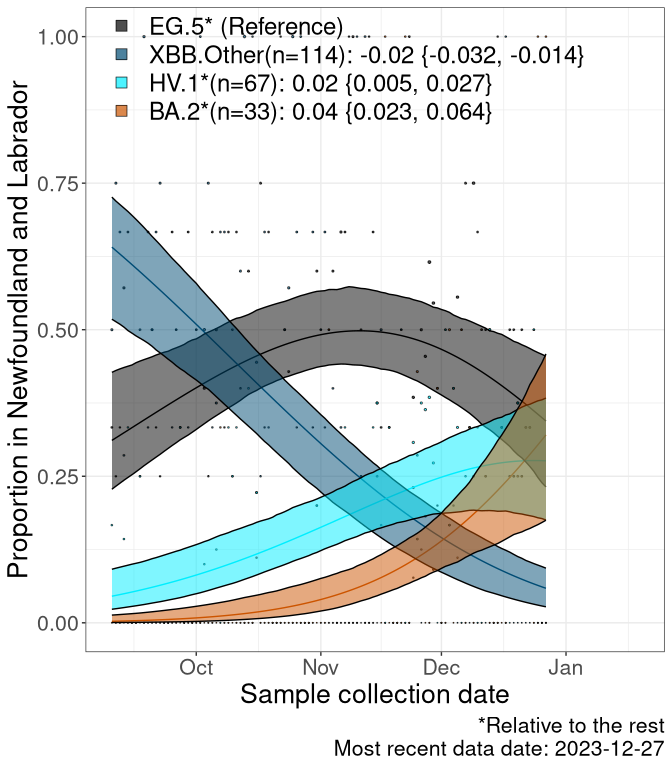 EG.5* (Reference)
XBB.Other(n=114): -0.02 {-0.032, -0.014}
HV.1*(n=67): 0.02 {0.005, 0.027}
BA.2*(n=33): 0.04 {0.023, 0.064}
Proportion in Newfoundland and Labrador
1.00
0.75
0.50
0.25
0.00
Oct Nov Dec Jan
Sample collection date
*Relative to the rest
Most recent data date: 2023-12-27